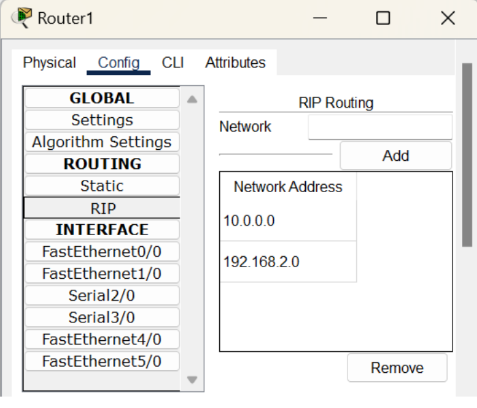 Router1
Physical Config CLI Attributes
GLOBAL
Settings
Algorithm Settings
ROUTING
Static
RIP
INTERFACE
FastEthernet0/0
FastEthernet1/0
Serial2/0
Serial3/0
FastEthernet4/0
FastEthernet5/0
RIP Routing
Network
Add
Network Address
10.0.0.0
192.168.2.0
Remove